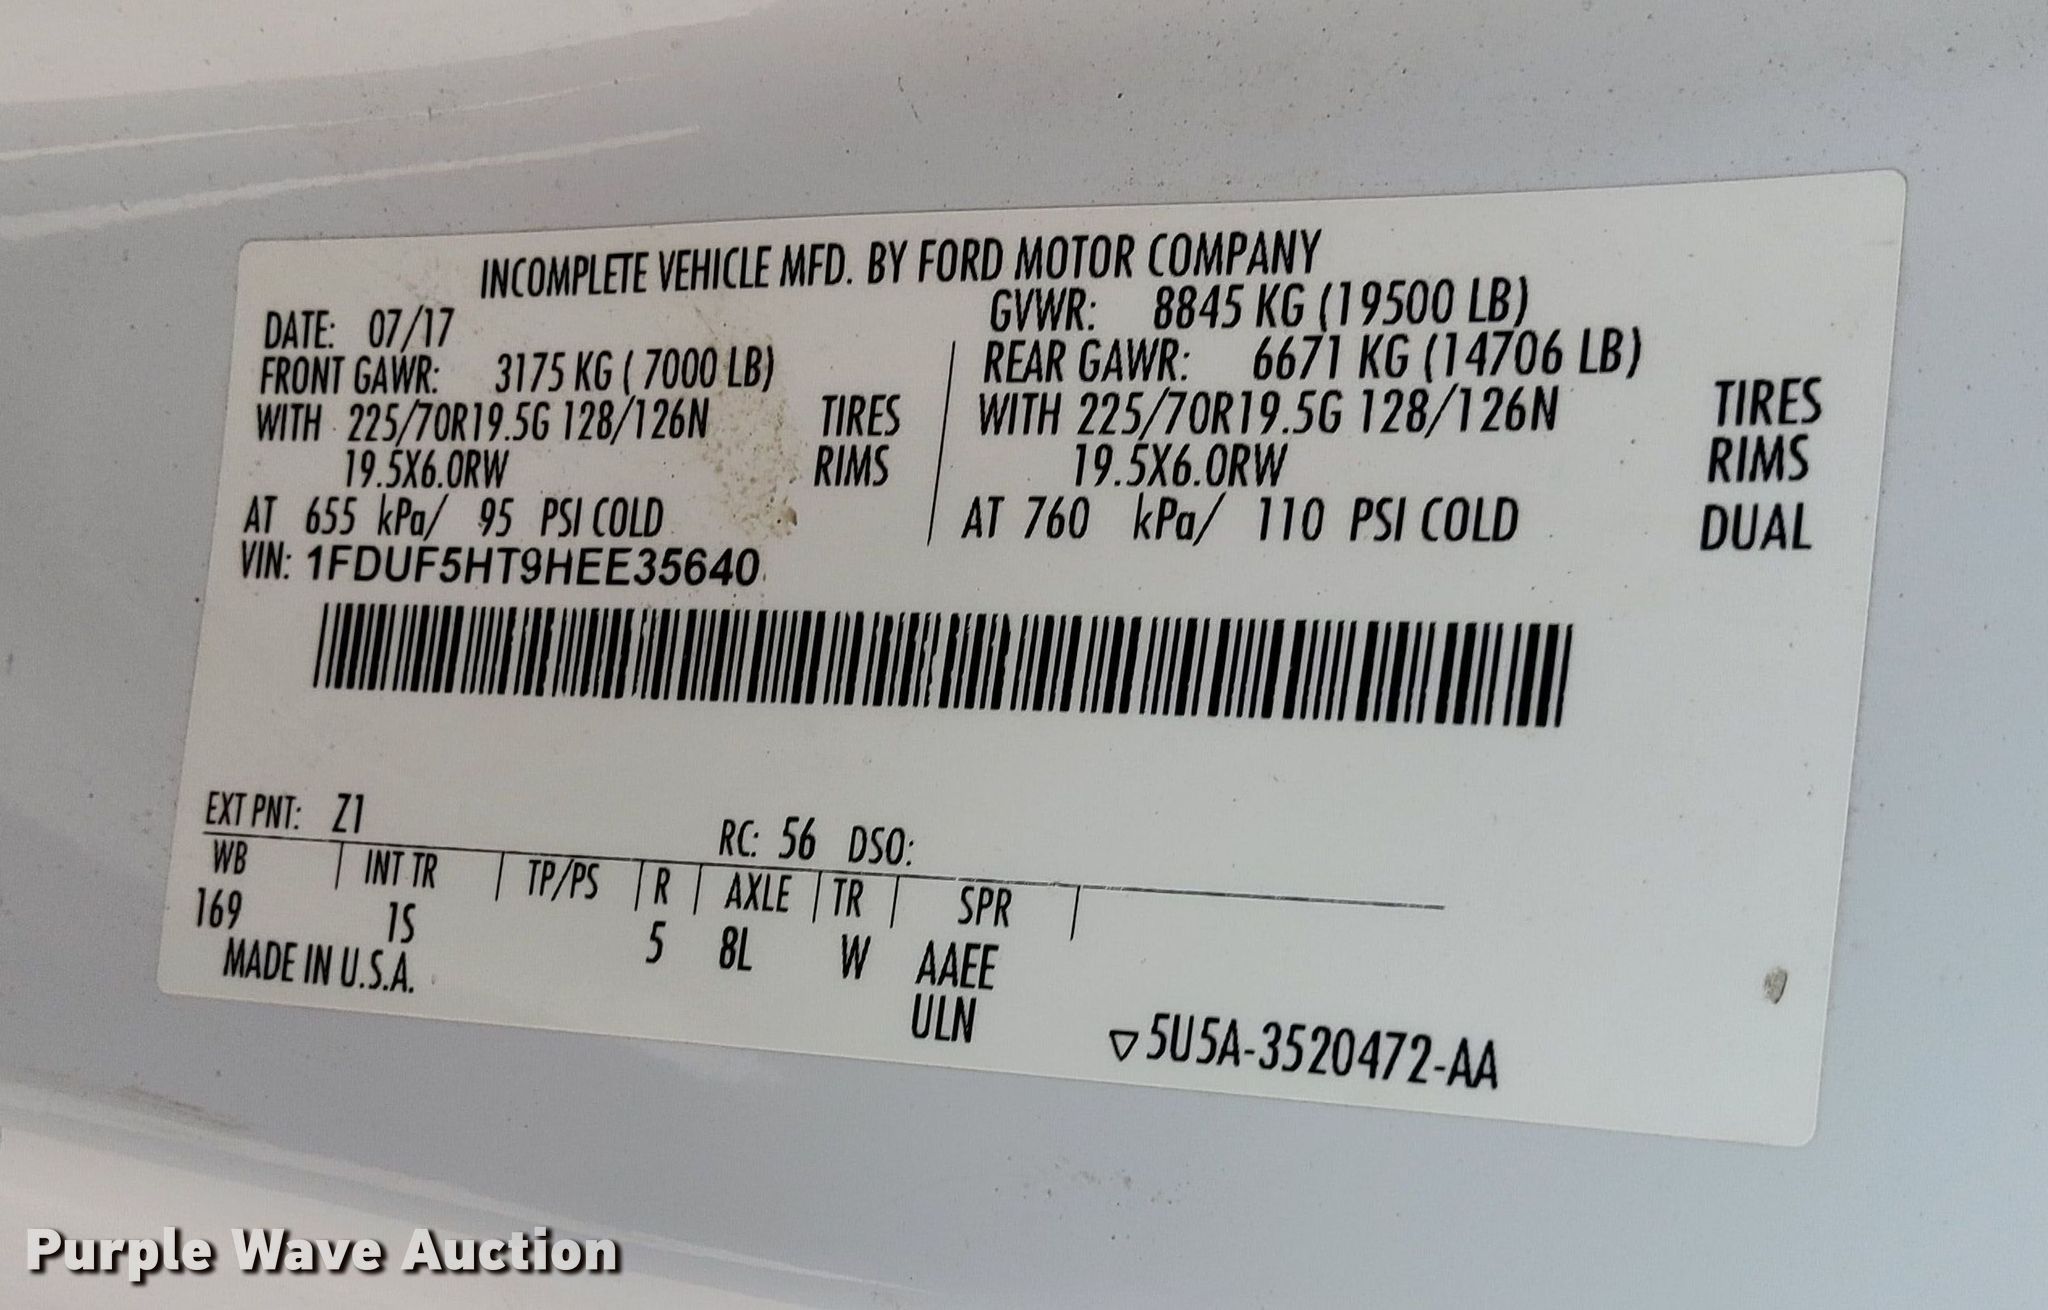 INCOMPLETE VEHICLE MFD. BY FORD MOTOR COMPANY
DATE: 07/17 GVWR: 8845 KG (19500 LB)
FRONT GAWR: 3175 KG ( 7000 LB) REAR GAWR: 6671 KG (14706 LB)
WITH 225/70R19.5G 128/126N TIRES WITH 225/70R19.5G 128/126N TIRES
19.5X6.0RW RIMS 19.5X6.0RW RIMS
AT 655 kPa/ 95 PSI COLD AT 760 kPa/ 110 PSI COLD DUAL
VIN: 1FDUF5HT9HEE35640
EXT PNT: Z1 RC: 56 DSO:
WB INT TR TP/PS R AXLE TR SPR
169 1S 5 8L W AAEE
MADE IN U.S.A. ULN
5U5A-3520472-AA
Purple Wave Auction